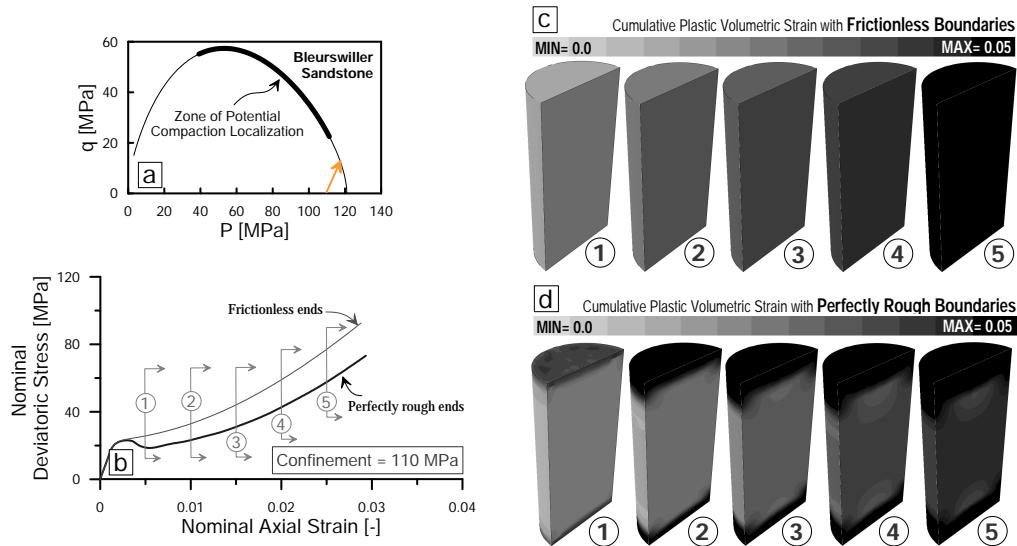 a
q [MPa]
60
40
20
0
Bleurswiller
Sandstone
Zone of Potential
Compaction Localization
0 20 40 60 80 100 120 140
P [MPa]
b
Nominal
Deviatoric Stress [MPa]
120
80
40
0
Frictionless ends
Perfectly rough ends
1
2
3
4
5
Confinement = 110 MPa
0 0.01 0.02 0.03 0.04
Nominal Axial Strain [-]
c
Cumulative Plastic Volumetric Strain with Frictionless Boundaries
MIN= 0.0 MAX= 0.05
1 2 3 4 5
d
Cumulative Plastic Volumetric Strain with Perfectly Rough Boundaries
MIN= 0.0 MAX= 0.05
1 2 3 4 5